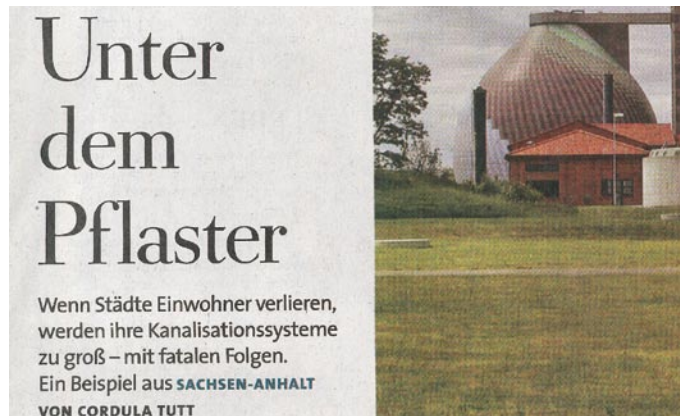 Unter
dem
Pflaster
Wenn Städte Einwohner verlieren,
werden ihre Kanalisationssysteme
zu groß – mit fatalen Folgen.
Ein Beispiel aus SACHSEN-ANHALT
VON CORDULA TUTT